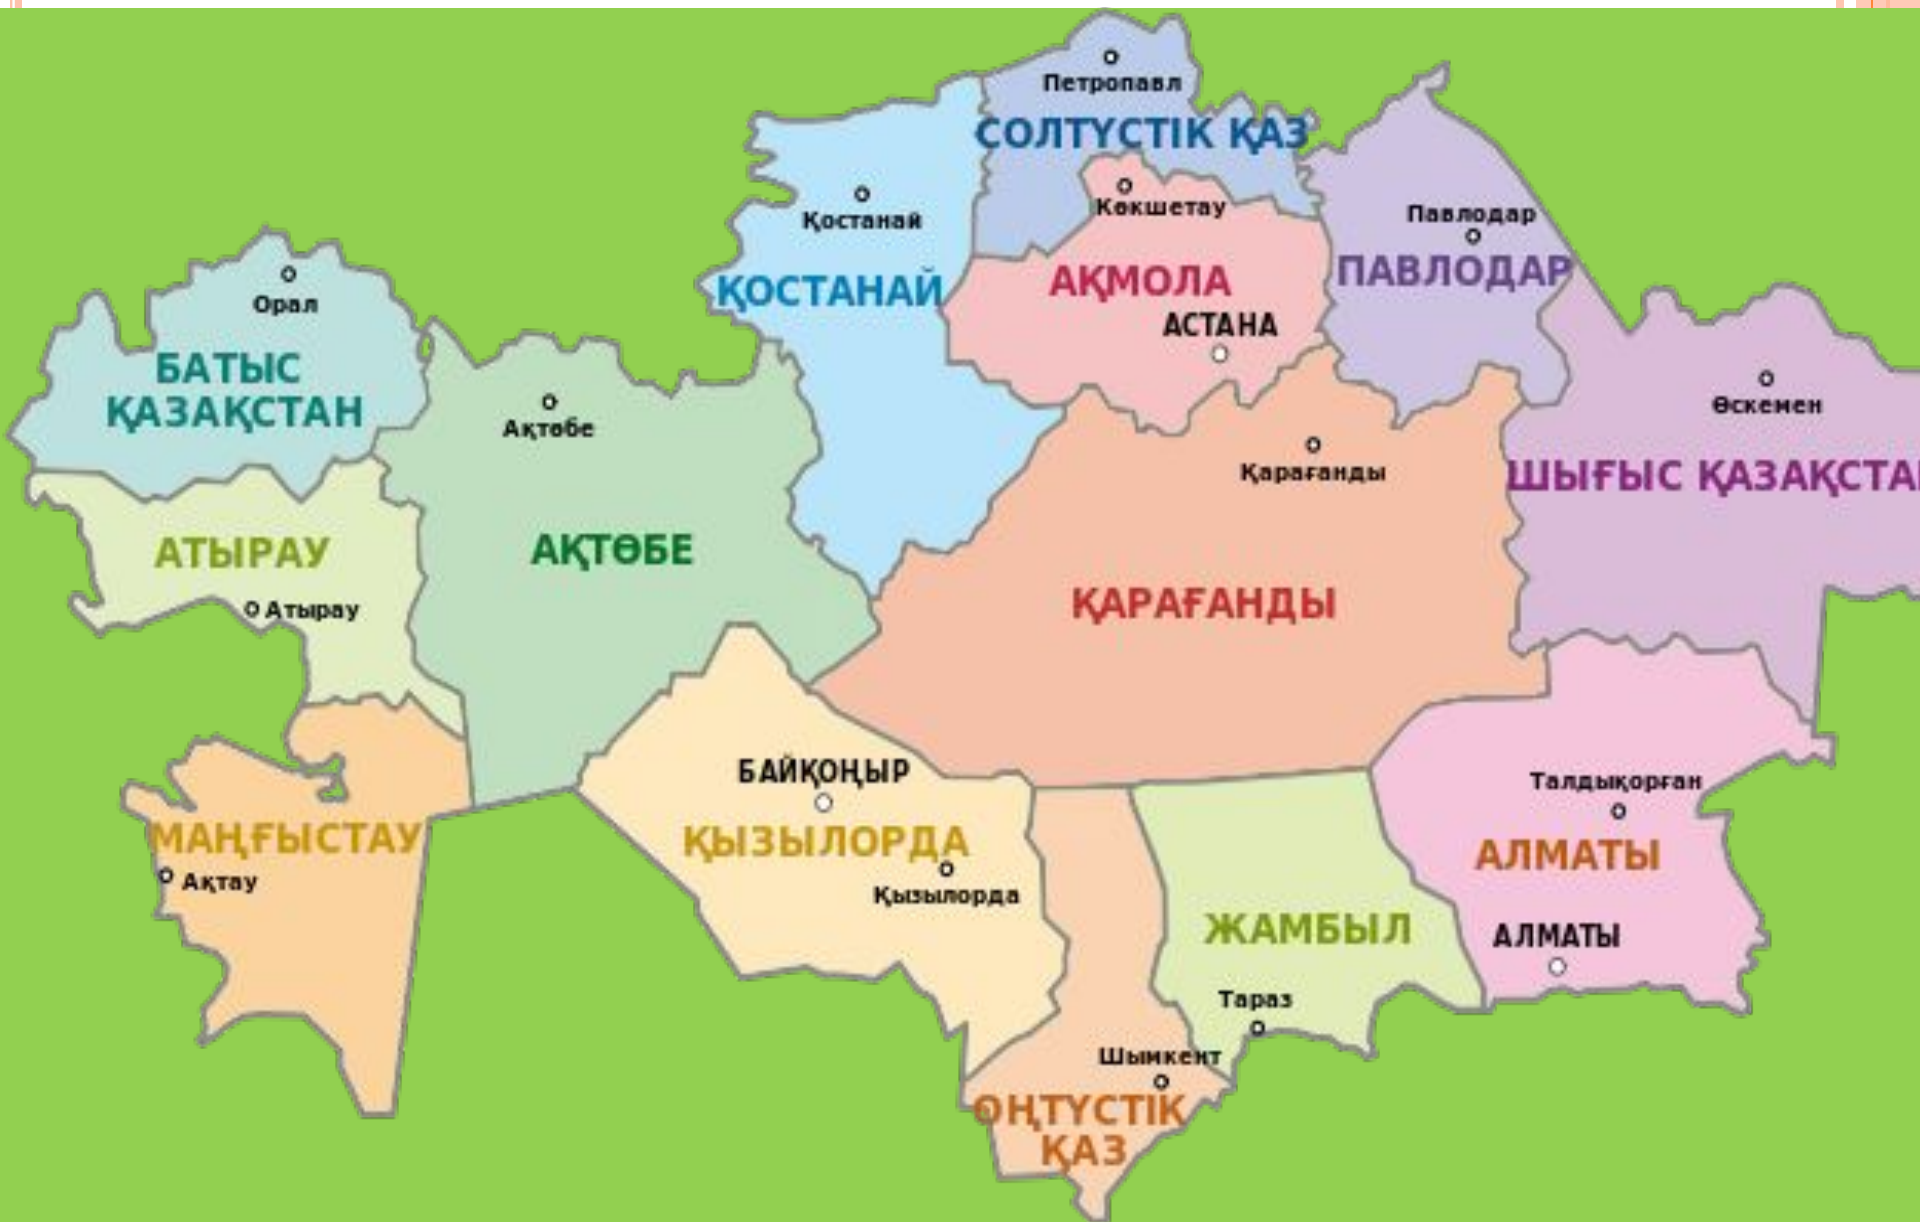 Петропавл
СОЛТҮСТІК ҚАЗ
Көкшетау
Қостанай
ҚОСТАНАЙ
АҚМОЛА
АСТАНА
Павлодар
ПАВЛОДАР
Орал
БАТЫС
ҚАЗАҚСТАН
Ақтөбе
АҚТӨБЕ
Өскемен
ШЫҒЫС ҚАЗАҚСТА
Қарағанды
ҚАРАҒАНДЫ
АТЫРАУ
Атырау
МАҢҒЫСТАУ
Ақтау
БАЙҚОҢЫР
ҚЫЗЫЛОРДА
Қызылорда
Талдықорған
АЛМАТЫ
АЛМАТЫ
ЖАМБЫЛ
Тараз
Шымкент
ОҢТҮСТІК
ҚАЗ